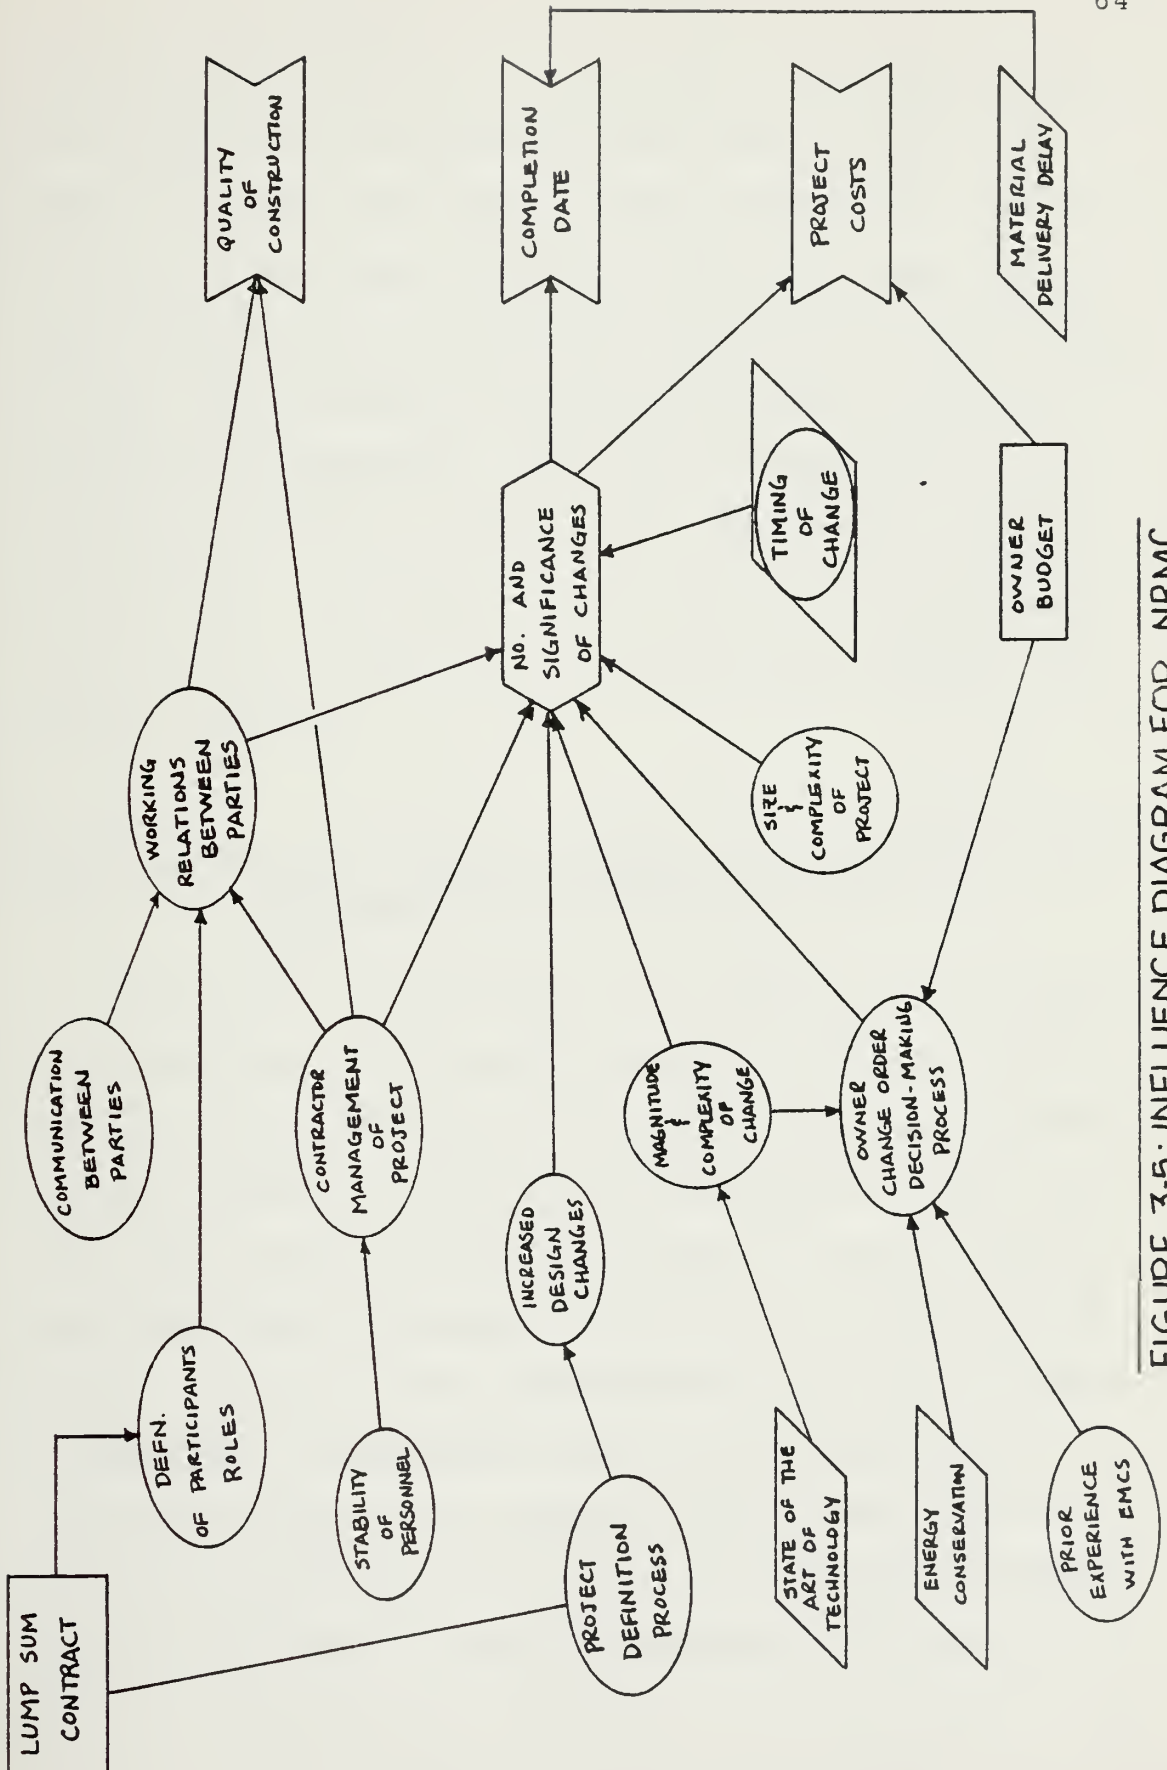 LUMP SUM
CONTRACT
DEFN.
OF PARTICIPANTS
ROLES
COMMUNICATION
BETWEEN
PARTIES
WORKING
RELATIONS
BETWEEN
PARTIES
QUALITY
OF
CONSTRUCTION
STABILITY
OF
PERSONNEL
CONTRACTOR
MANAGEMENT
OF
PROJECT
PROJECT
DEFINITION
PROCESS
INCREASED
DESIGN
CHANGES
NO. AND
SIGNIFICANCE
OF CHANGES
COMPLETION
DATE
STATE OF THE
ART OF
TECHNOLOGY
MAGNITUDE
&
COMPLEXITY
OF
CHANGE
SIZE
&
COMPLEXITY
OF
PROJECT
TIMING
OF
CHANGE
PROJECT
COSTS
ENERGY
CONSERVATION
OWNER
CHANGE ORDER
DECISION-MAKING
PROCESS
PRIOR
EXPERIENCE
WITH EMCS
OWNER
BUDGET
MATERIAL
DELIVERY DELAY
FIGURE 3-5: INFLUENCE DIAGRAM FOR NRMC
64